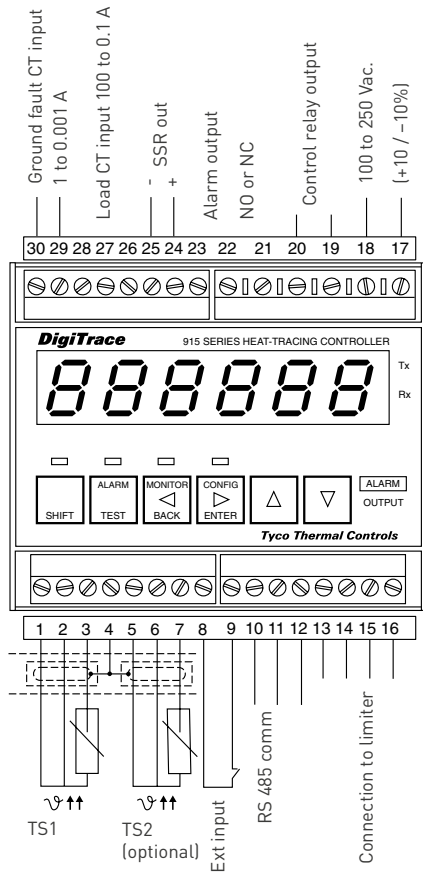 Ground fault CT input
1 to 0.001 A
Load CT input 100 to 0.1 A
-
SSR out
+
Alarm output
NO or NC
Control relay output
100 to 250 Vac.
(+10 / –10%)
30 29 28 27 26 25 24 23 22 21 20 19 18 17
DigiTrace
915 SERIES HEAT-TRACING CONTROLLER
888888
Tx
Rx
SHIFT
ALARM
TEST
MONITOR
BACK
CONFIG
ENTER
ALARM
OUTPUT
Tyco Thermal Controls
1 2 3 4 5 6 7 8 9 10 11 12 13 14 15 16
TS1
TS2
(optional)
Ext input
RS 485 comm
Connection to limiter